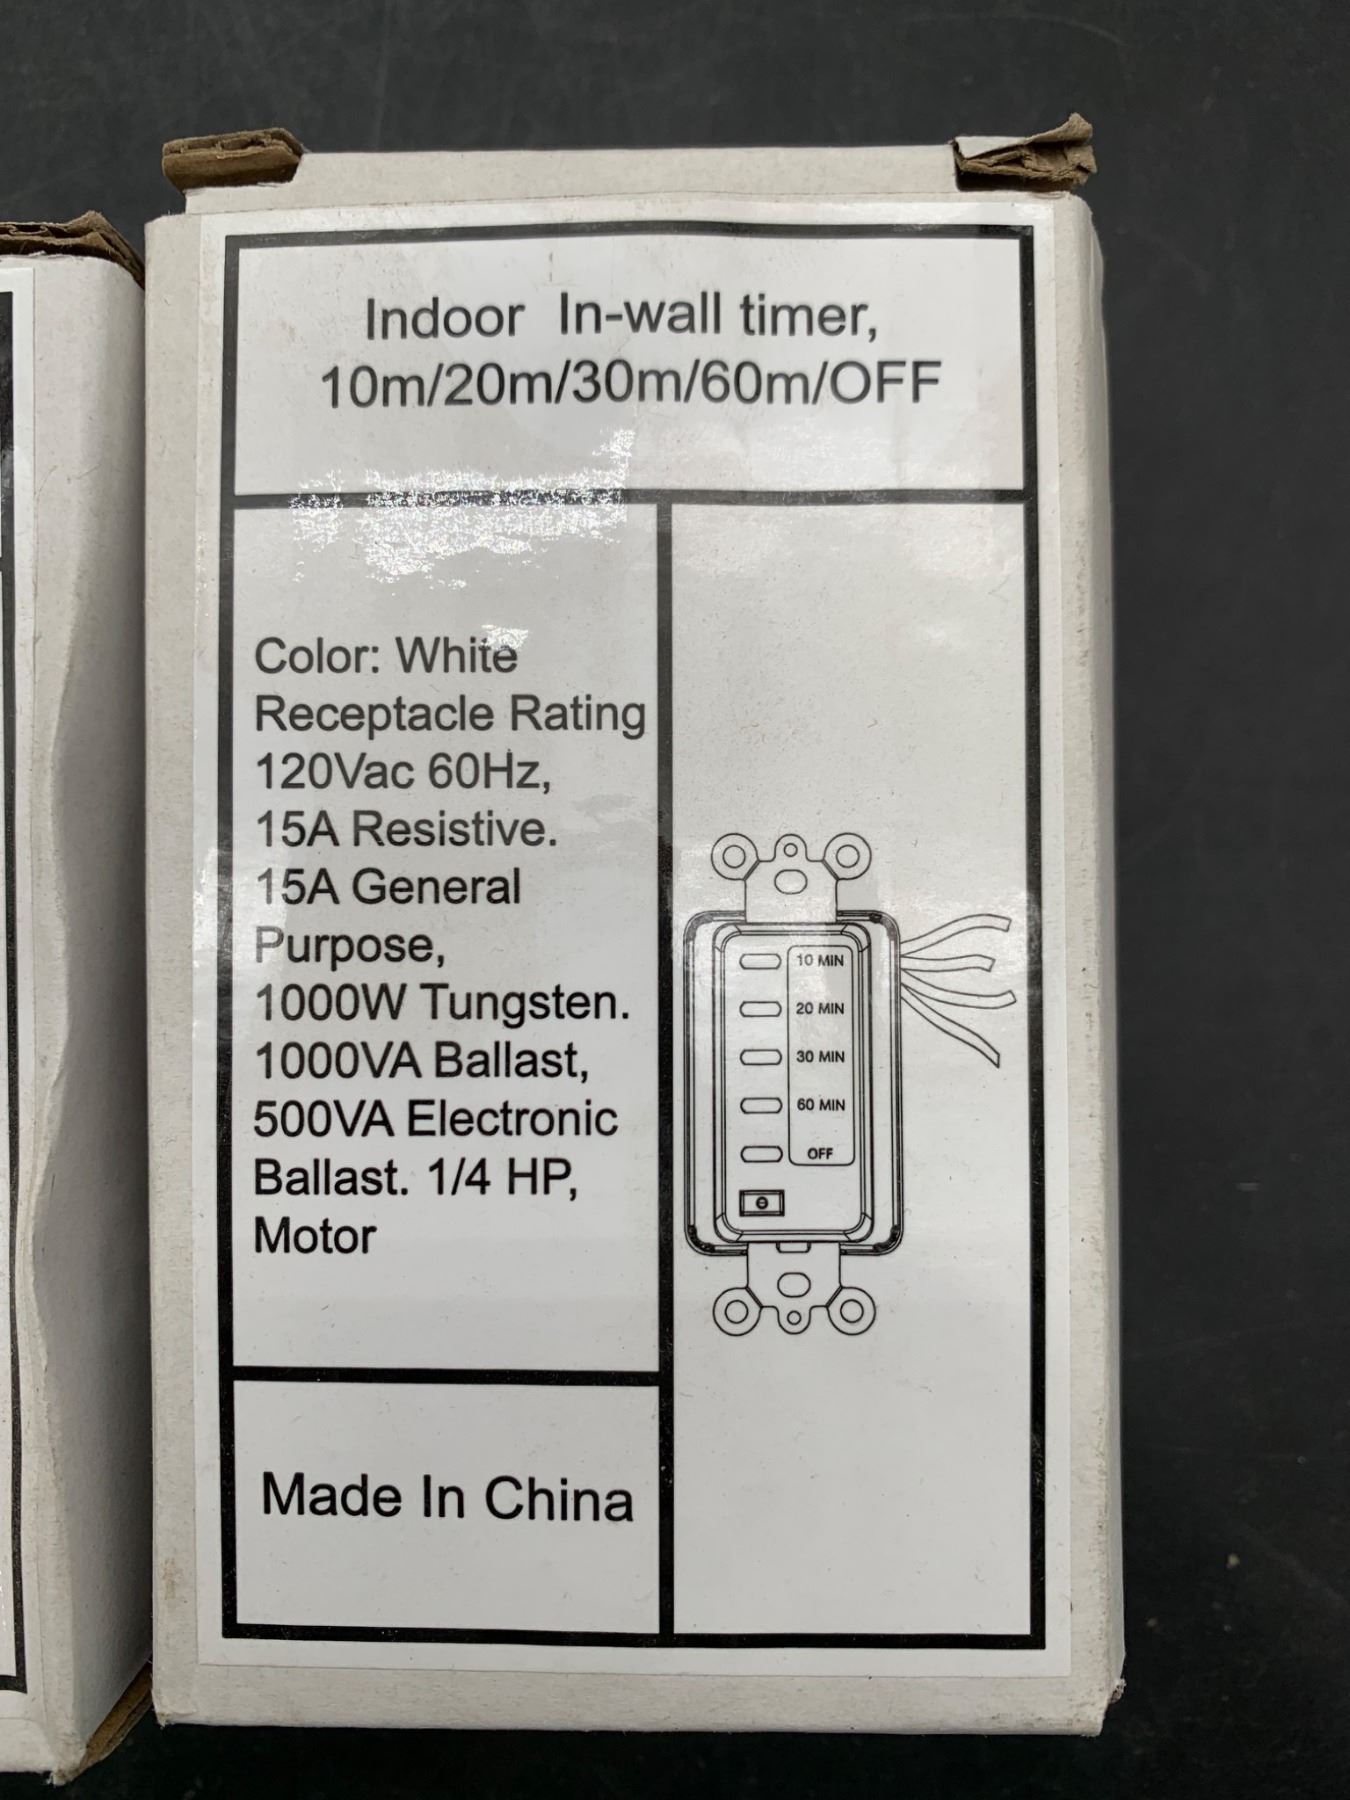 Indoor In-wall timer,
10m/20m/30m/60m/OFF
Color: White
Receptacle Rating
120Vac 60Hz,
15A Resistive.
15A General
Purpose,
1000W Tungsten.
1000VA Ballast,
500VA Electronic
Ballast. 1/4 HP,
Motor
10 MIN
20 MIN
30 MIN
60 MIN
OFF
Made In China